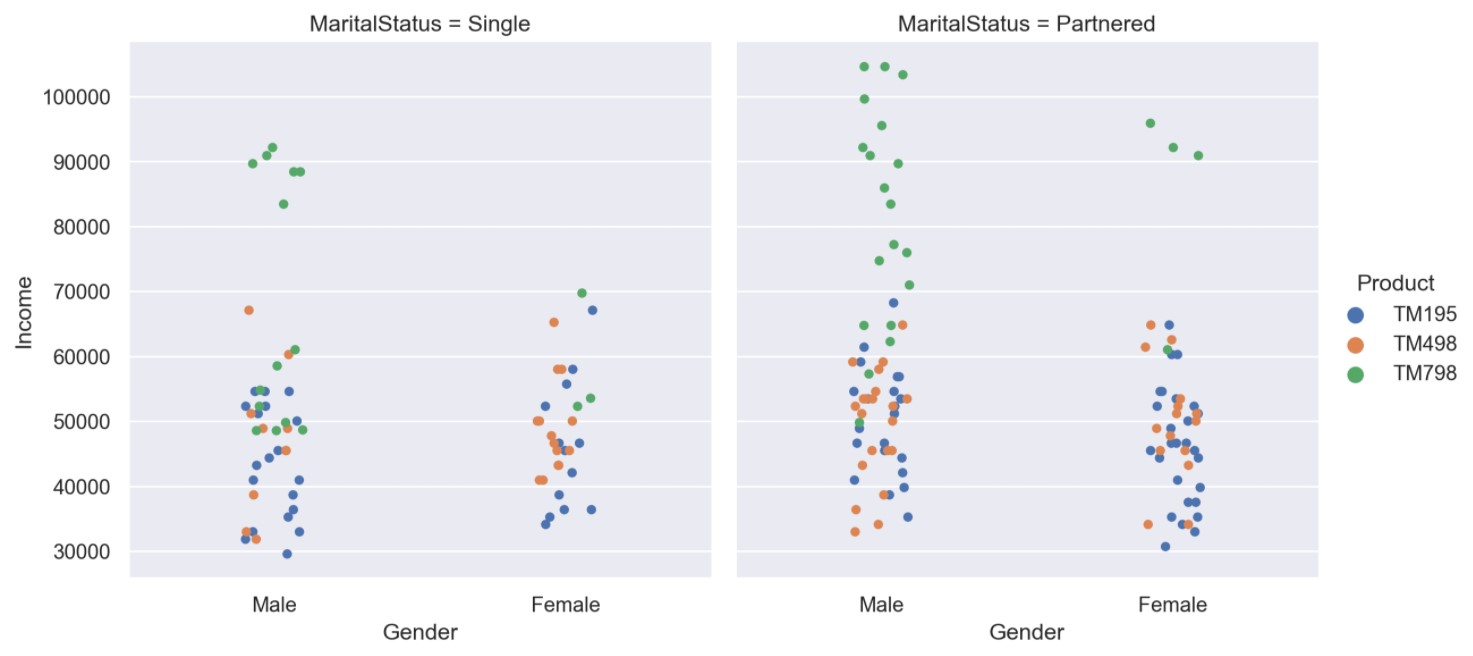 MaritalStatus = Single
MaritalStatus = Partnered
100000
90000
80000
70000
60000
50000
40000
30000
Income
Male
Female
Gender
Male
Female
Gender
Product
TM195
TM498
TM798